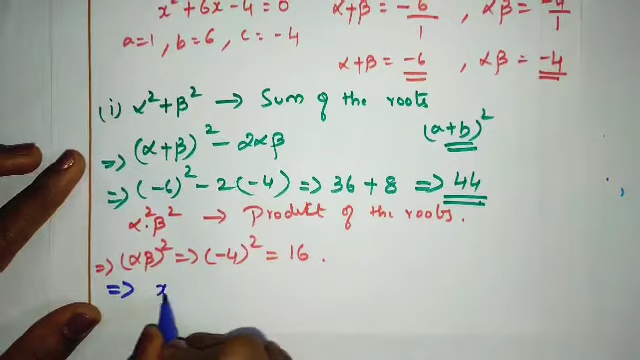 x² + 6x - 4 = 0
a=1, b=6, c=-4
α+β = -6/1 , αβ = -4/1
α+β = -6 , αβ = -4
(i) α² + β² → Sum of the roots
(a+b)²
⇒ (α+β)² - 2αβ
⇒ (-6)² - 2(-4) ⇒ 36 + 8 ⇒ 44
α².β² → Product of the roots.
⇒ (αβ)² ⇒ (-4)² = 16 .
⇒ x